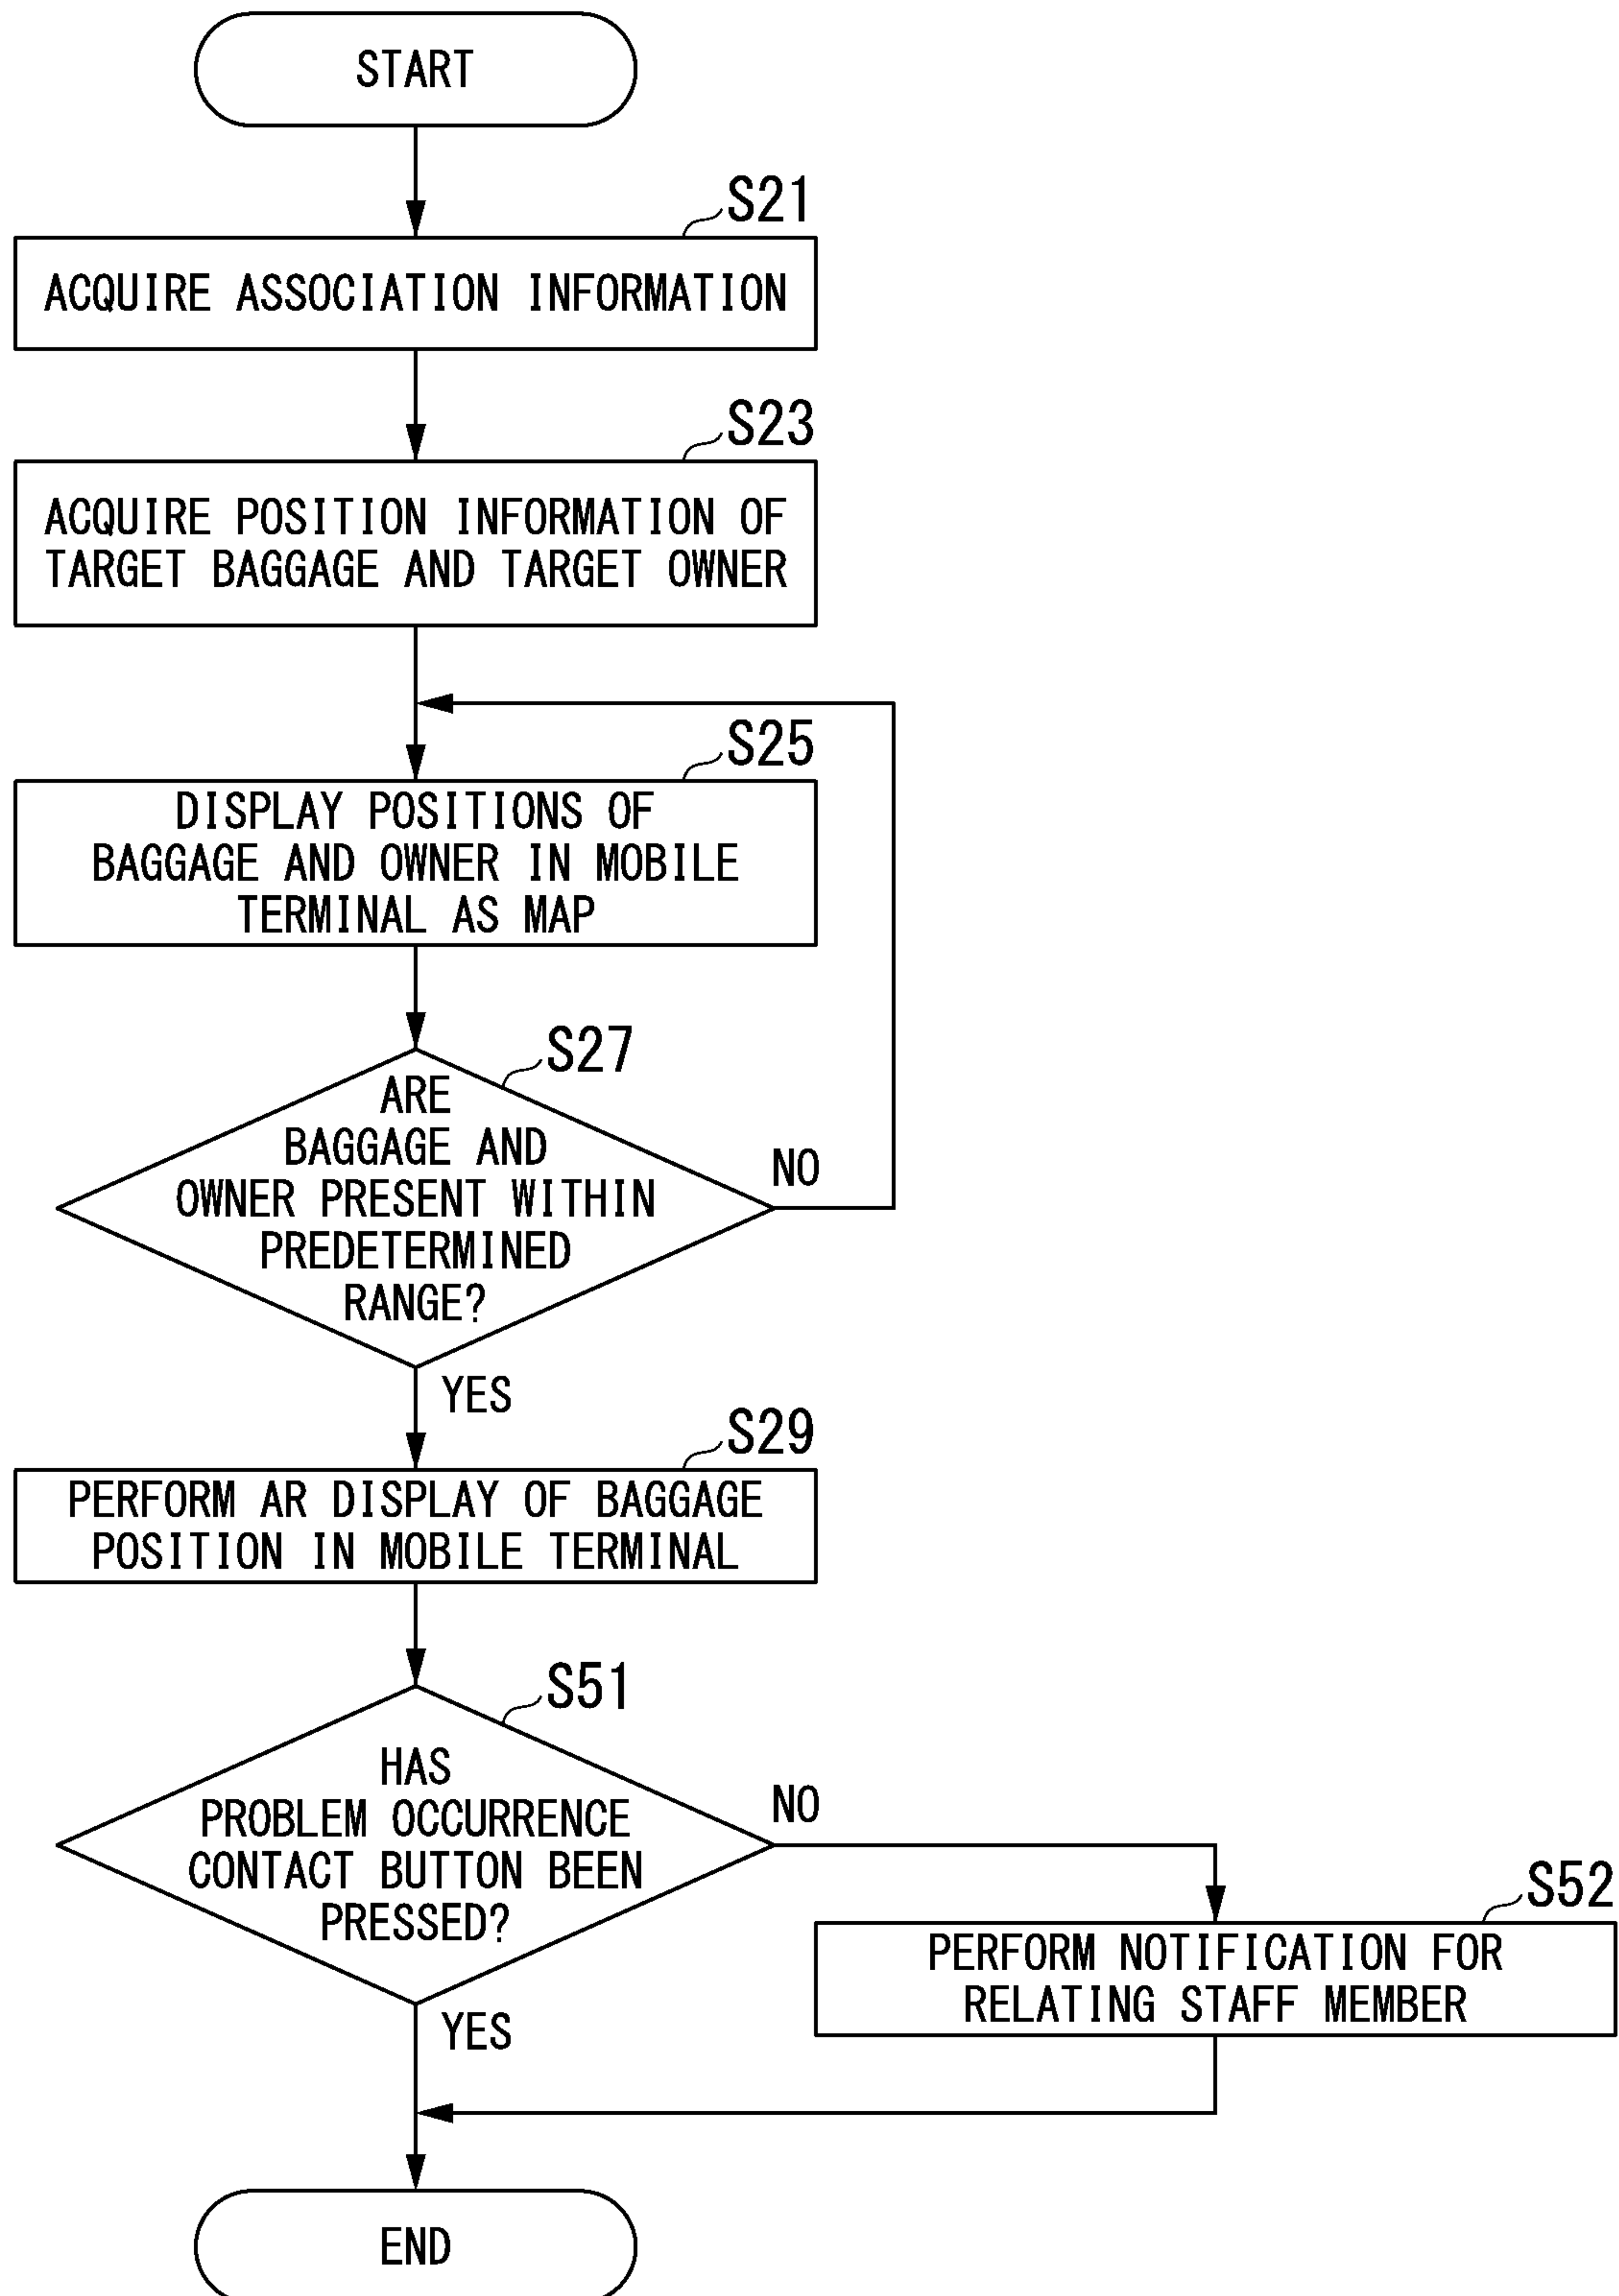 START
S21
ACQUIRE ASSOCIATION INFORMATION
S23
ACQUIRE POSITION INFORMATION OF
TARGET BAGGAGE AND TARGET OWNER
S25
DISPLAY POSITIONS OF
BAGGAGE AND OWNER IN MOBILE
TERMINAL AS MAP
S27
ARE
BAGGAGE AND
OWNER PRESENT WITHIN
PREDETERMINED
RANGE?
NO
YES
S29
PERFORM AR DISPLAY OF BAGGAGE
POSITION IN MOBILE TERMINAL
S51
HAS
PROBLEM OCCURRENCE
CONTACT BUTTON BEEN
PRESSED?
NO
S52
PERFORM NOTIFICATION FOR
RELATING STAFF MEMBER
YES
END